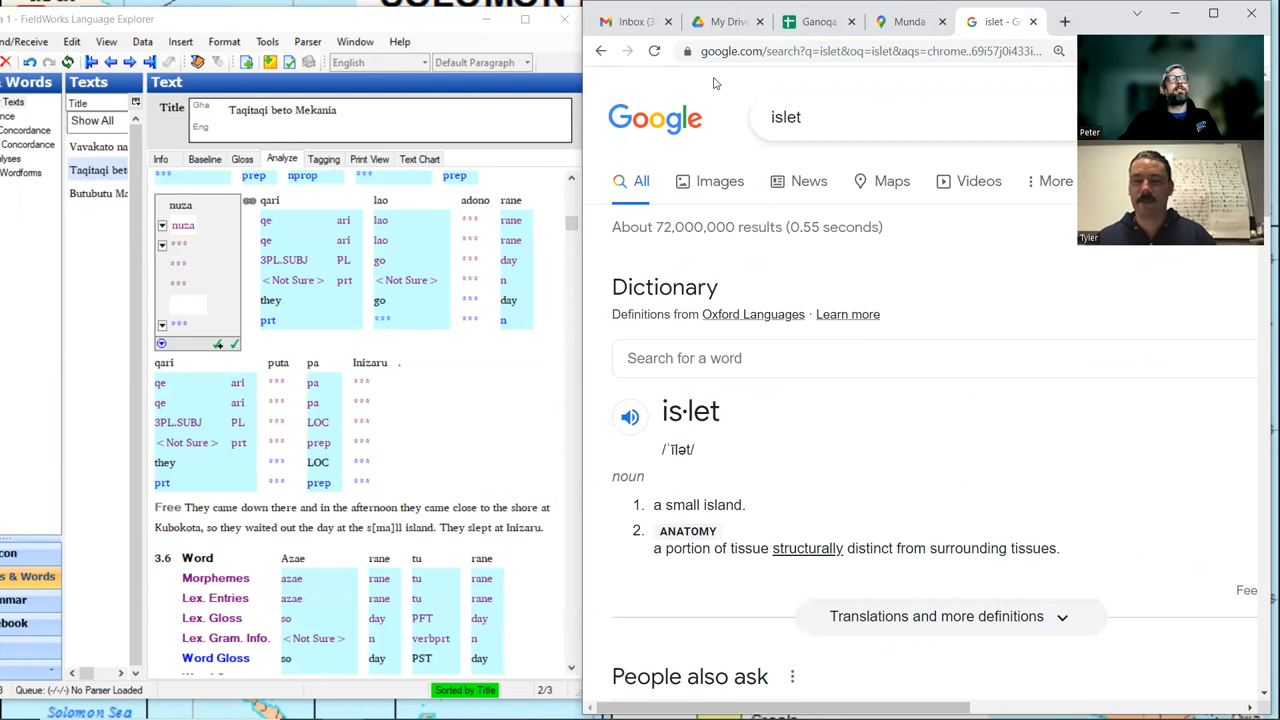 SOLOMON
1 - FieldWorks Language Explorer
end/Receive
Edit View Data Insert Format Tools Parser Window Help
English
Default Paragraph
Words
Texts
Text
Texts
Title
Show All
Concordance
Concordance
Wordforms
Vavakato na
Taqitaqi bet
Butubutu Ma
Title
Gha
Taqitaqi beto Mekania
Eng
Info Baseline Gloss Analyze Tagging Print View Text Chart
*** prep nprop *** prep
nuza qari lao adono rane
nuza qe ari lao *** rane
*** qe ari lao *** rane
*** 3PL.SUBJ PL go *** day
*** <Not Sure> prt <Not Sure> *** n
they go *** day
*** prt *** *** n
qari puta pa Inizaru .
qe ari *** pa ***
qe ari *** pa ***
3PL.SUBJ PL *** LOC ***
<Not Sure> prt *** prep ***
they *** LOC ***
prt *** prep ***
Free They came down there and in the afternoon they came close to the shore at
Kubokota, so they waited out the day at the s[ma]ll island. They slept at Inizaru.
3.6 Word Azae rane tu rane
Morphemes azae rane tu rane
Lex. Entries azae rane tu rane
Lex. Gloss so day PFT day
Lex. Gram. Info. <Not Sure> n verbprt n
Word Gloss so day PST day
& Words
Queue: (-/-/-) No Parser Loaded
Sorted by Title
2/3
Solomon Sea
Inbox (3
My Drive
Ganoqa
Munda
islet - G
google.com/search?q=islet&oq=islet&aqs=chrome..69i57j0i433i...
Google
islet
All Images News Maps Videos More
About 72,000,000 results (0.55 seconds)
Dictionary
Definitions from Oxford Languages · Learn more
Search for a word
is·let
/ˈīlət/
noun
1. a small island.
2. ANATOMY
a portion of tissue structurally distinct from surrounding tissues.
Fee
Translations and more definitions
People also ask
Peter
Tyler